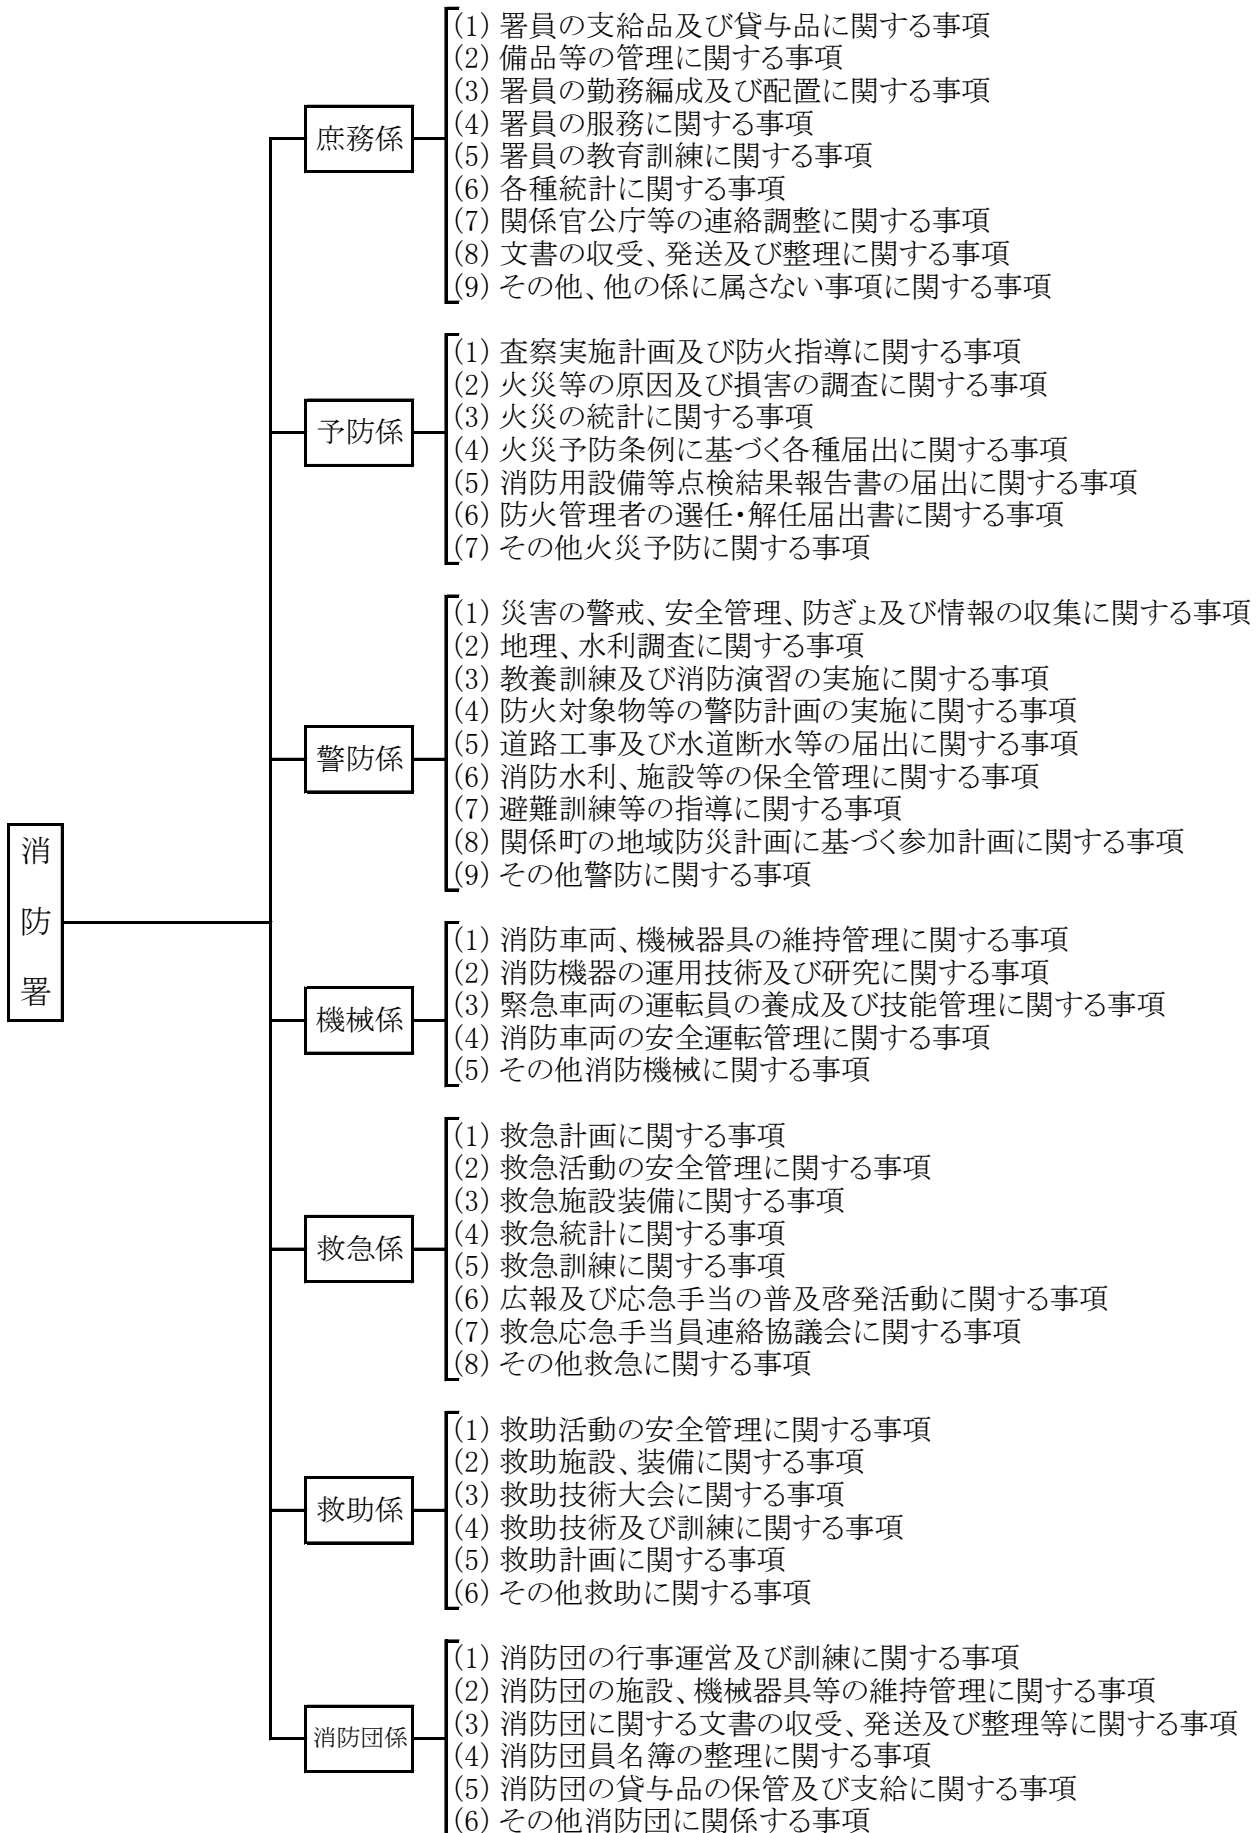 消防署
庶務係
(1) 署員の支給品及び貸与品に関する事項
(2) 備品等の管理に関する事項
(3) 署員の勤務編成及び配置に関する事項
(4) 署員の服務に関する事項
(5) 署員の教育訓練に関する事項
(6) 各種統計に関する事項
(7) 関係官公庁等の連絡調整に関する事項
(8) 文書の収受、発送及び整理に関する事項
(9) その他、他の係に属さない事項に関する事項
予防係
(1) 査察実施計画及び防火指導に関する事項
(2) 火災等の原因及び損害の調査に関する事項
(3) 火災の統計に関する事項
(4) 火災予防条例に基づく各種届出に関する事項
(5) 消防用設備等点検結果報告書の届出に関する事項
(6) 防火管理者の選任・解任届出書に関する事項
(7) その他火災予防に関する事項
警防係
(1) 災害の警戒、安全管理、防ぎょ及び情報の収集に関する事項
(2) 地理、水利調査に関する事項
(3) 教養訓練及び消防演習の実施に関する事項
(4) 防火対象物等の警防計画の実施に関する事項
(5) 道路工事及び水道断水等の届出に関する事項
(6) 消防水利、施設等の保全管理に関する事項
(7) 避難訓練等の指導に関する事項
(8) 関係町の地域防災計画に基づく参加計画に関する事項
(9) その他警防に関する事項
機械係
(1) 消防車両、機械器具の維持管理に関する事項
(2) 消防機器の運用技術及び研究に関する事項
(3) 緊急車両の運転員の養成及び技能管理に関する事項
(4) 消防車両の安全運転管理に関する事項
(5) その他消防機械に関する事項
救急係
(1) 救急計画に関する事項
(2) 救急活動の安全管理に関する事項
(3) 救急施設装備に関する事項
(4) 救急統計に関する事項
(5) 救急訓練に関する事項
(6) 広報及び応急手当の普及啓発活動に関する事項
(7) 救急応急手当員連絡協議会に関する事項
(8) その他救急に関する事項
救助係
(1) 救助活動の安全管理に関する事項
(2) 救助施設、装備に関する事項
(3) 救助技術大会に関する事項
(4) 救助技術及び訓練に関する事項
(5) 救助計画に関する事項
(6) その他救助に関する事項
消防団係
(1) 消防団の行事運営及び訓練に関する事項
(2) 消防団の施設、機械器具等の維持管理に関する事項
(3) 消防団に関する文書の収受、発送及び整理等に関する事項
(4) 消防団員名簿の整理に関する事項
(5) 消防団の貸与品の保管及び支給に関する事項
(6) その他消防団に関係する事項